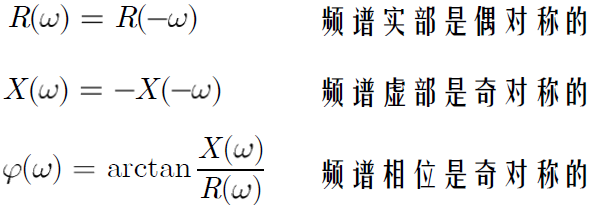 R(ω) = R(−ω) 频谱实部是偶对称的
X(ω) = −X(−ω) 频谱虚部是奇对称的
φ(ω) = arctan X(ω)/R(ω) 频谱相位是奇对称的